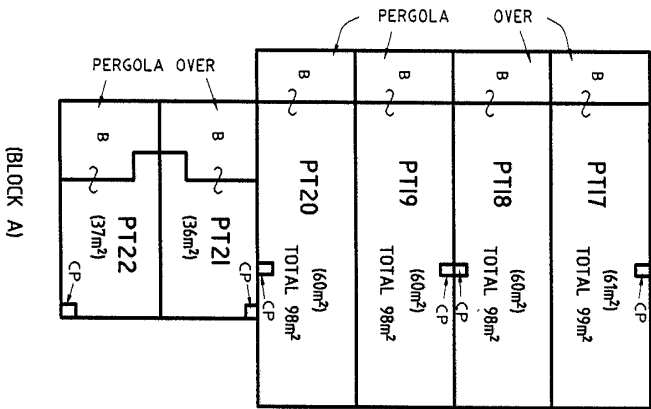 PERGOLA OVER
PERGOLA OVER
B
B
B
B
B
B
PT17
(61m²)
TOTAL 99m²
CP
PT18
(60m²)
TOTAL 98m²
CP
PT19
(60m²)
TOTAL 98m²
CP
PT20
(60m²)
TOTAL 98m²
CP
PT21
(36m²)
CP
PT22
(37m²)
CP
(BLOCK A)